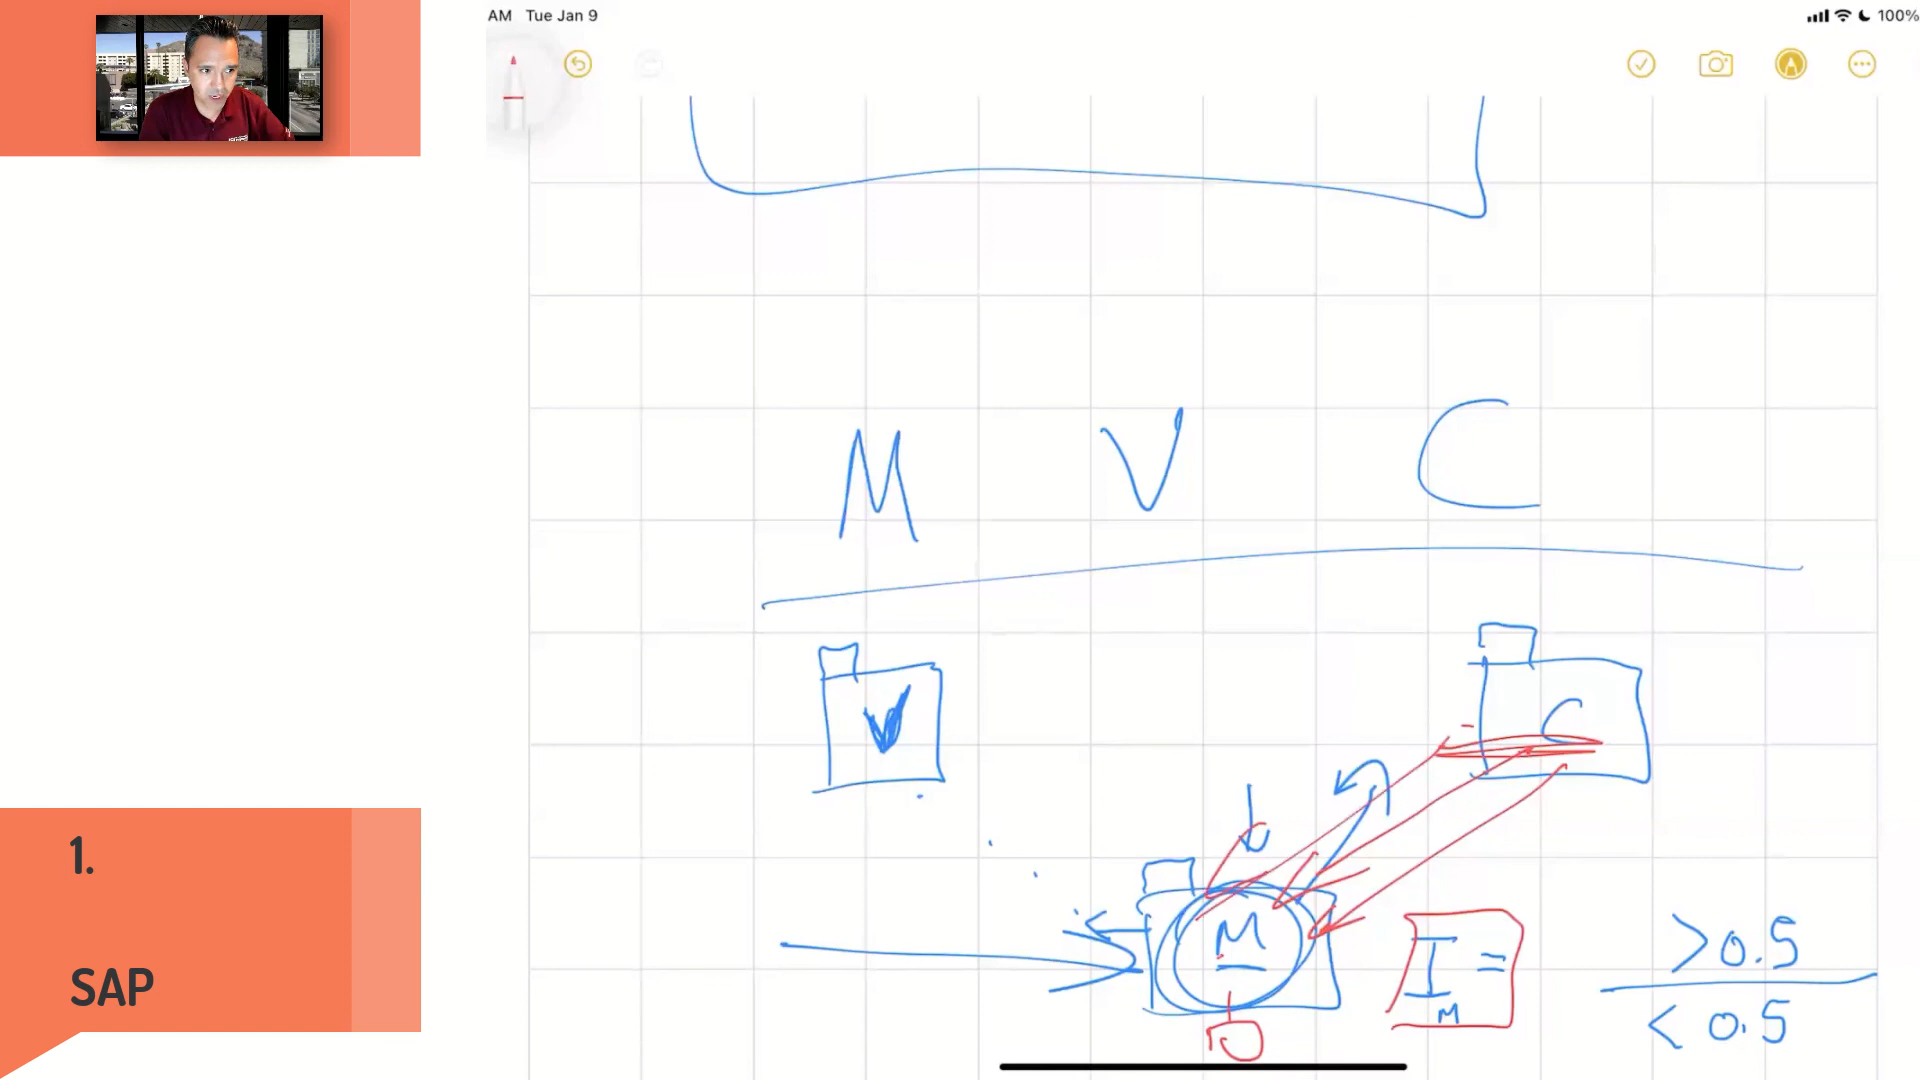 AM Tue Jan 9
100%
M V C
V
C
M
I =
M
> 0.5
< 0.5
1.
SAP